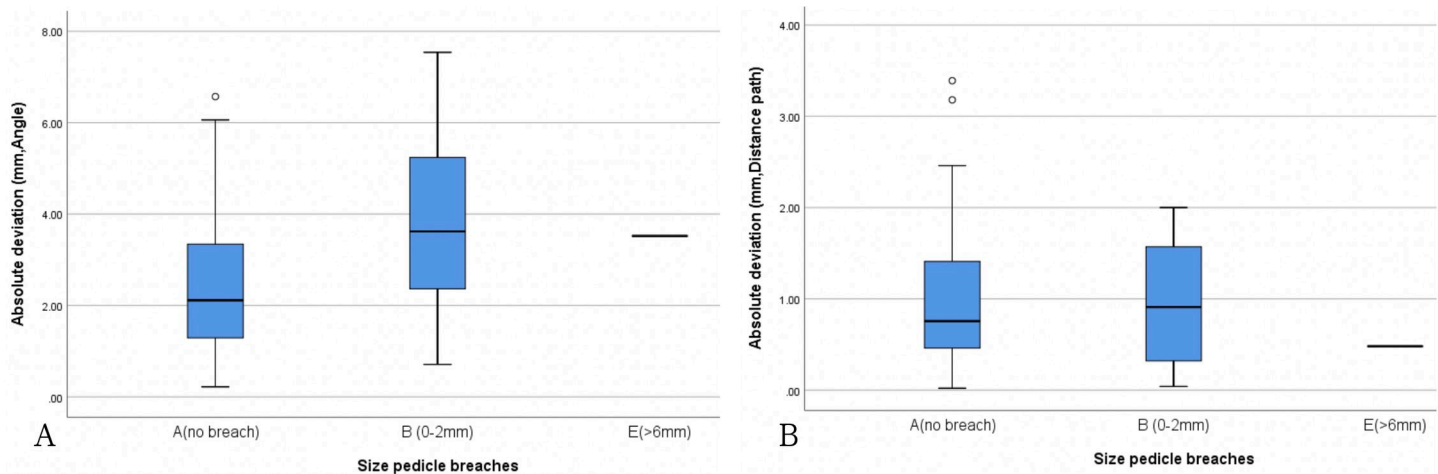 Absolute deviation (mm,Angle)
8.00
6.00
4.00
2.00
.00
A(no breach)
B (0-2mm)
E(>6mm)
Size pedicle breaches
A
Absolute deviation (mm,Distance path)
4.00
3.00
2.00
1.00
.00
A(no breach)
B (0-2mm)
E(>6mm)
Size pedicle breaches
B